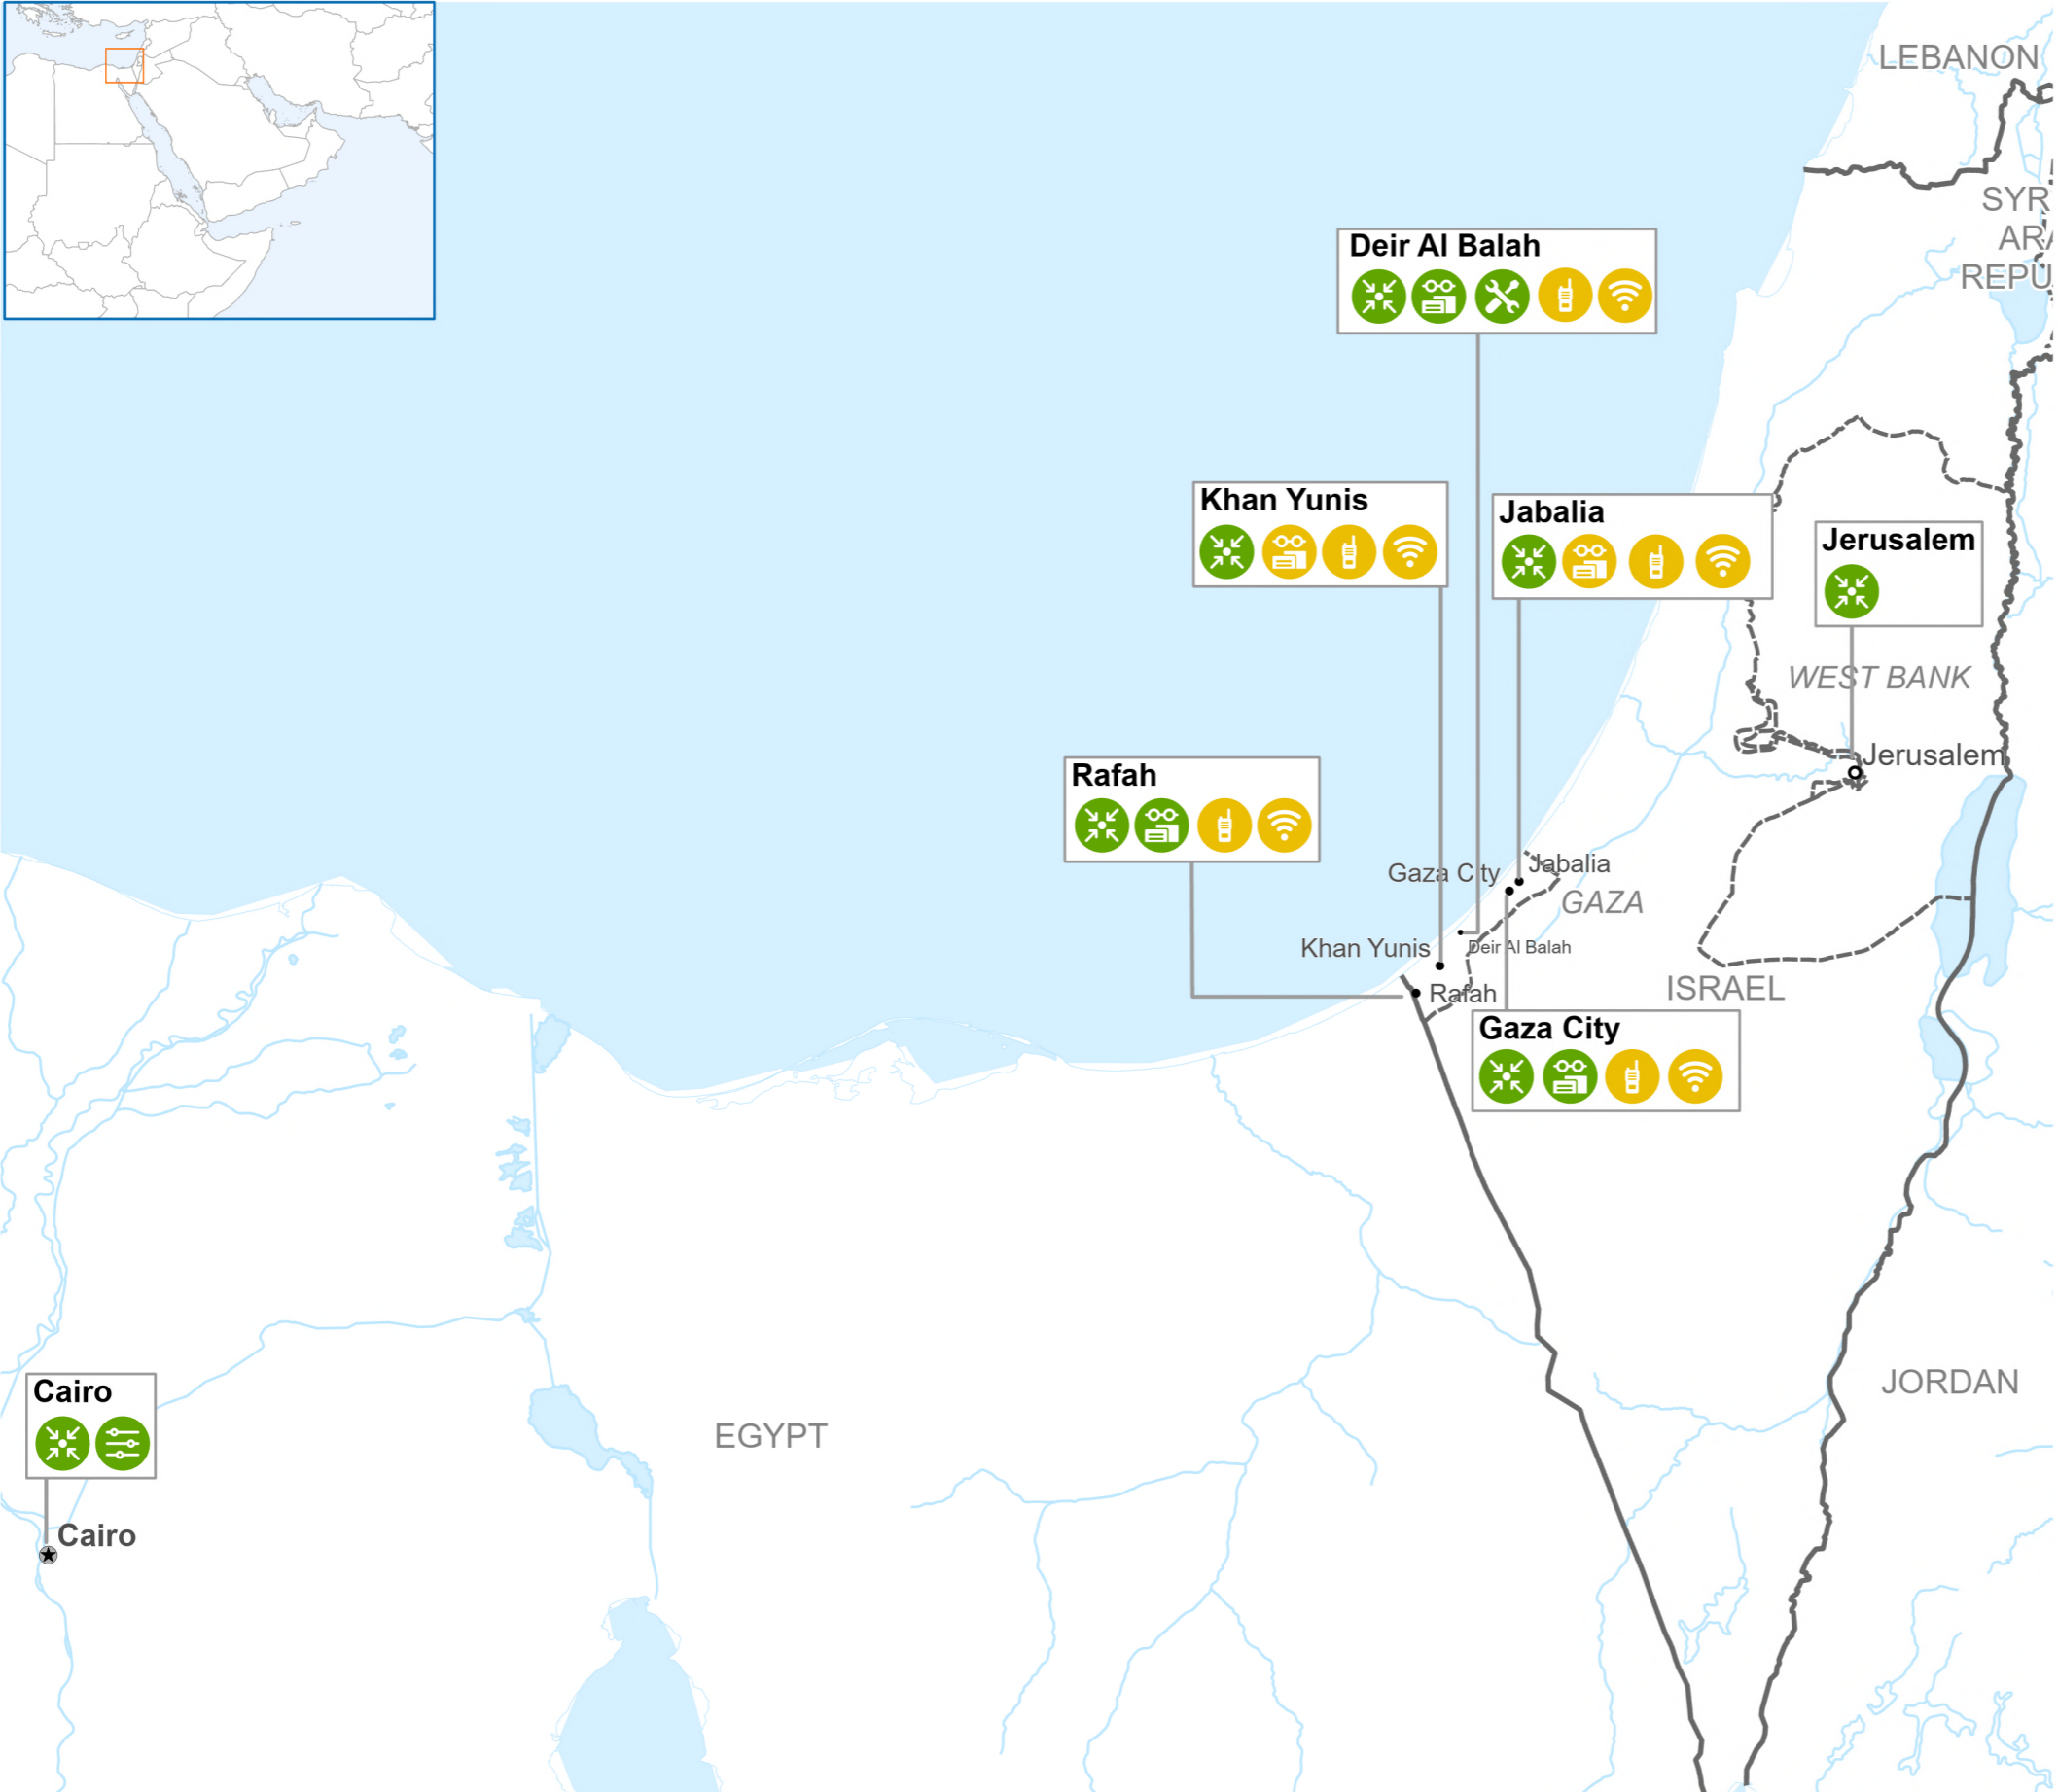 LEBANON
SYR
ARA
REPU
Deir Al Balah
Khan Yunis
Jabalia
Jerusalem
WEST BANK
Jerusalem
Rafah
Jabalia
Gaza City
GAZA
Deir Al Balah
Khan Yunis
ISRAEL
Rafah
Gaza City
JORDAN
Cairo
EGYPT
Cairo